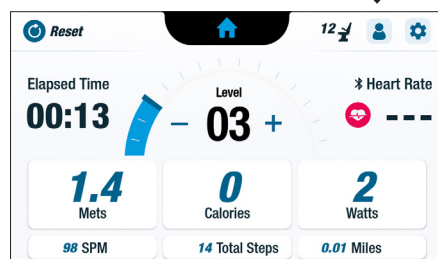 Reset
12
Elapsed Time
Level
Heart Rate
00:13
− 03 +
---
1.4
Mets
0
Calories
2
Watts
98 SPM
14 Total Steps
0.01 Miles